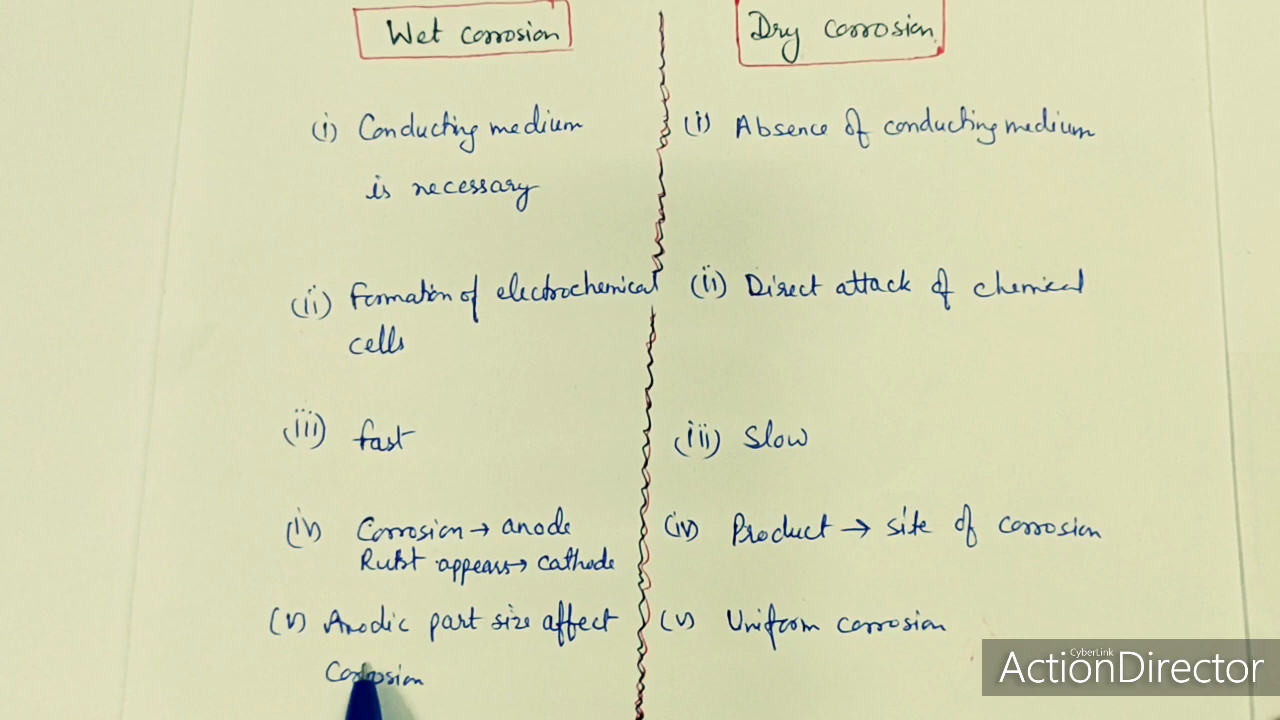 Wet corrosion
(i) Conducting medium
is necessary
(ii) Formation of electrochemical
cells
(iii) fast
(iv) Corrosion → anode
Rust appears → cathode
(v) Anodic part size affect
Corrosion
Dry corrosion
(i) Absence of conducting medium
(ii) Direct attack of chemical
(iii) Slow
(iv) Product → site of corrosion
(v) Uniform corrosion
CyberLink
ActionDirector